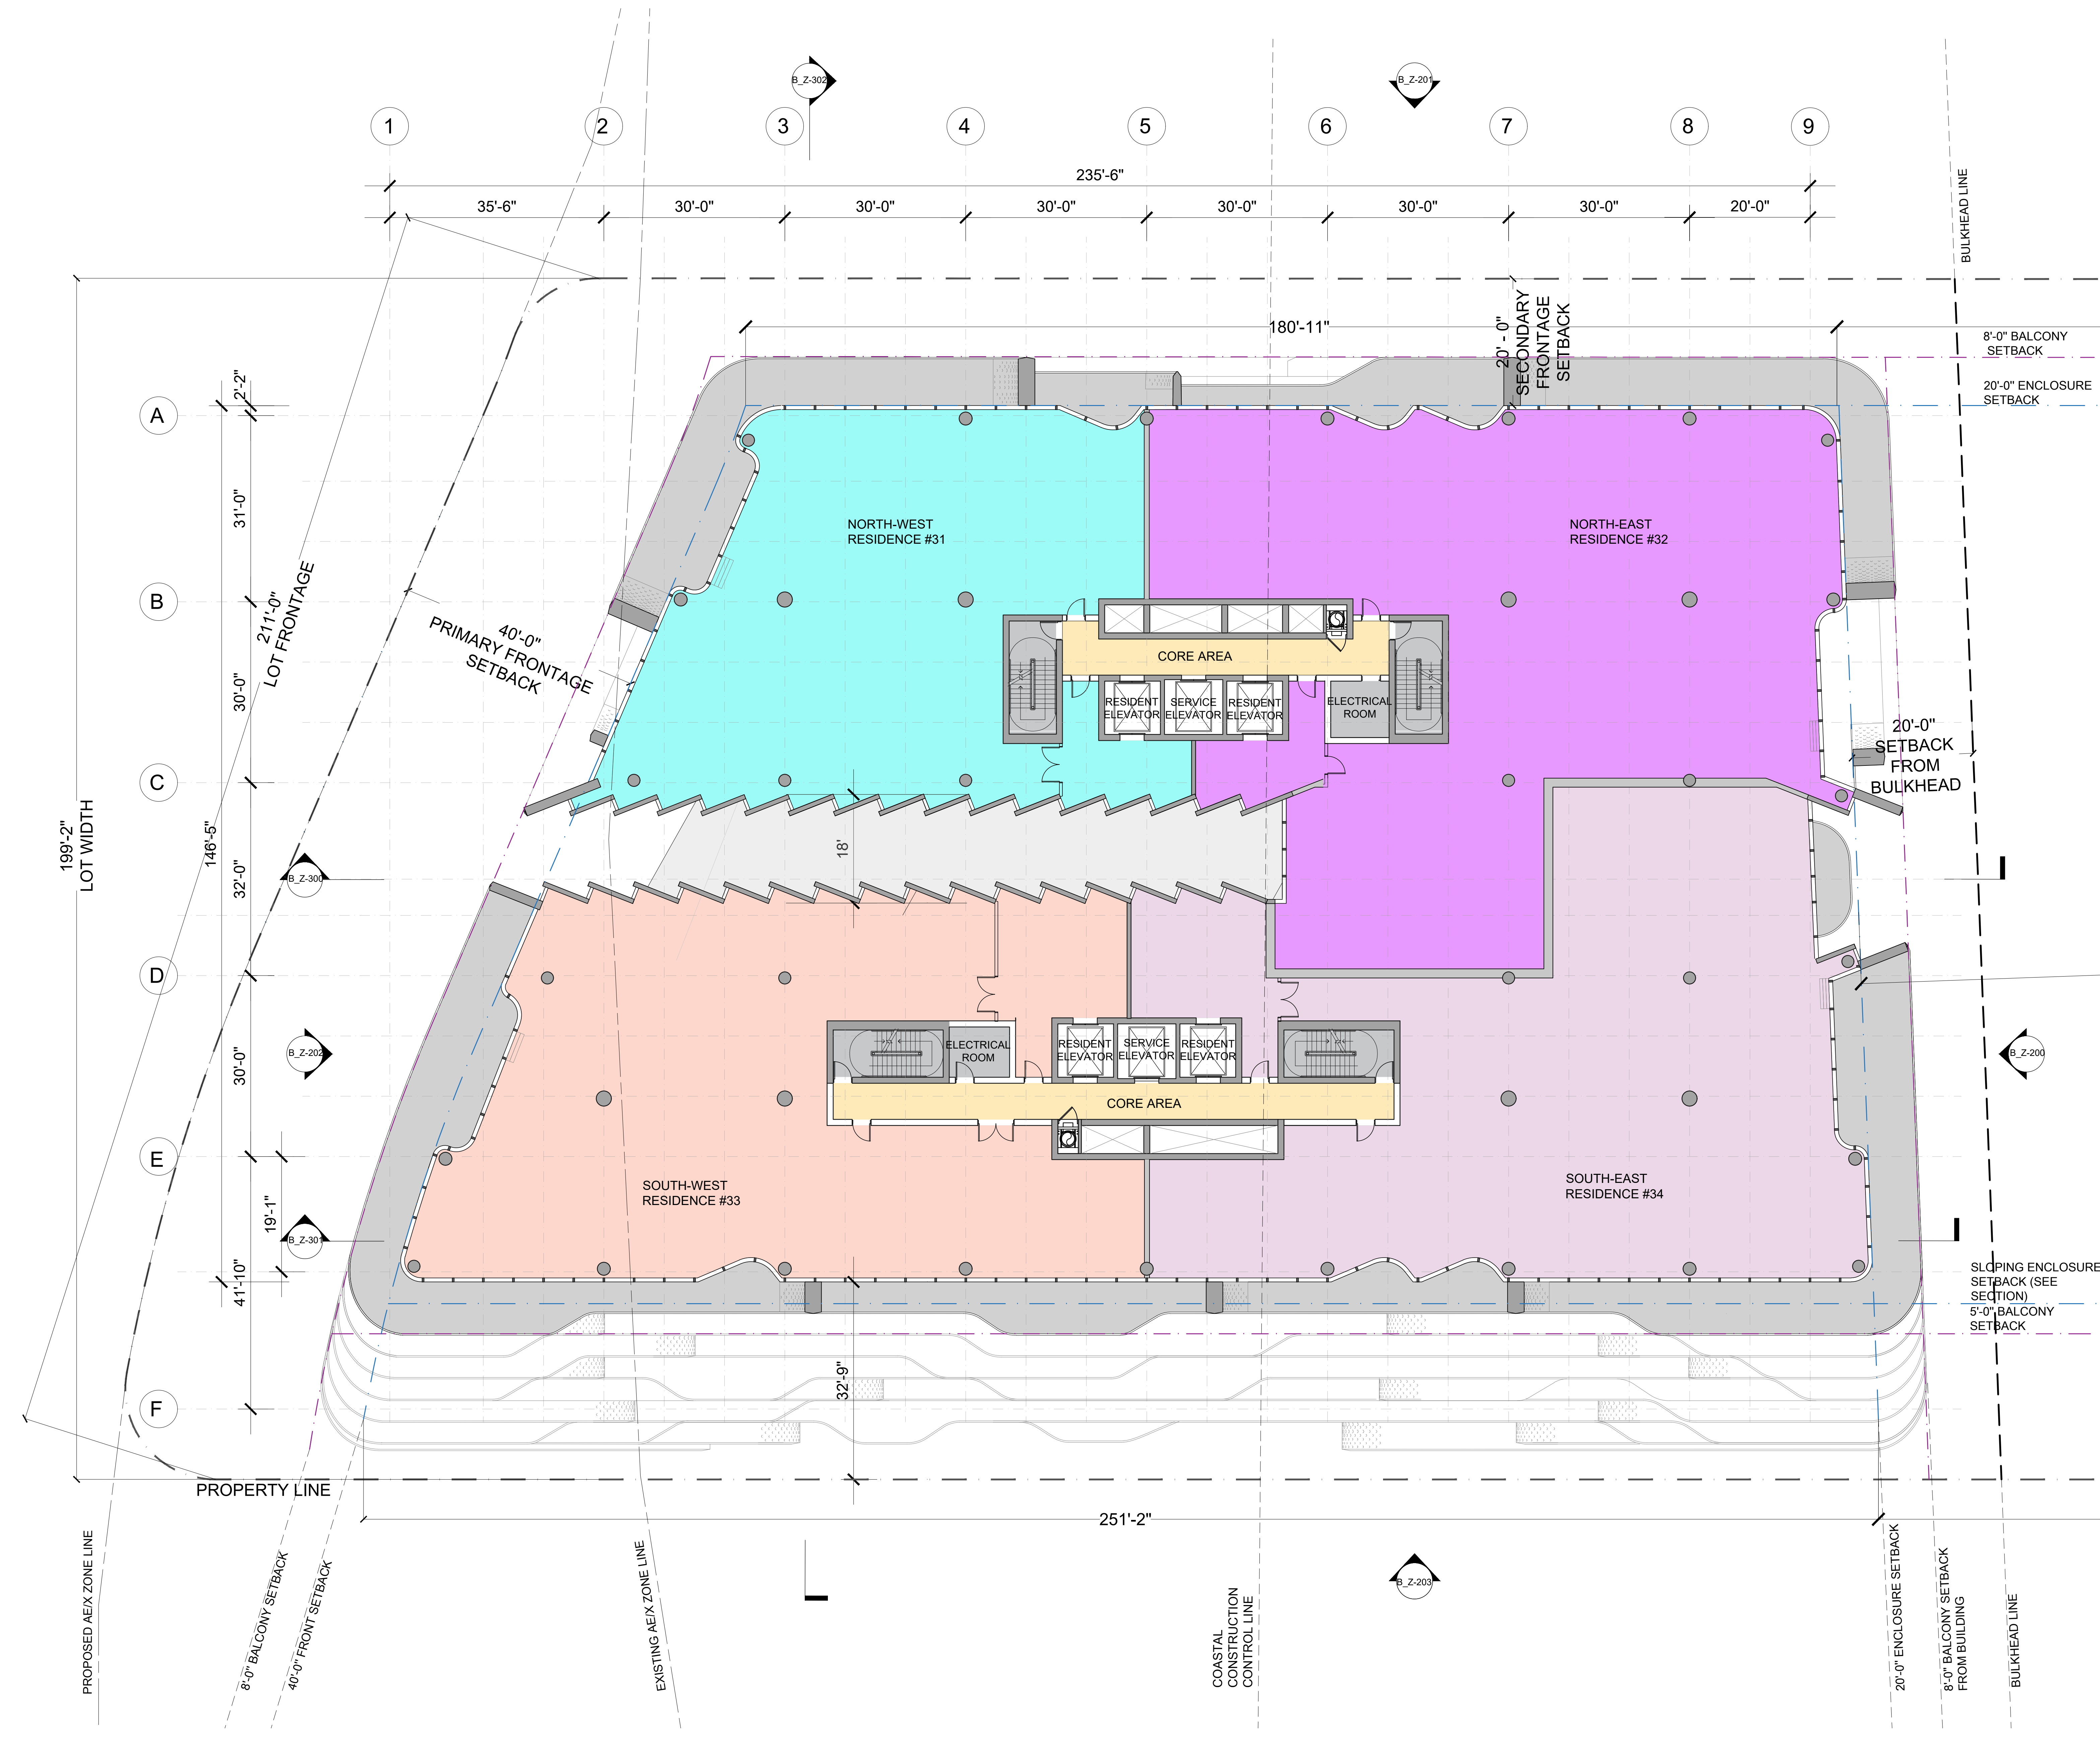 B_Z-302
B_Z-201
1
2
3
4
5
6
7
8
9
235'-6"
35'-6"
30'-0"
30'-0"
30'-0"
30'-0"
30'-0"
30'-0"
20'-0"
BULKHEAD LINE
180'-11"
20' - 0"
SECONDARY
FRONTAGE
SETBACK
8'-0" BALCONY
SETBACK
20'-0" ENCLOSURE
SETBACK
A
B
C
D
E
F
2'-2"
31'-0"
30'-0"
32'-0"
30'-0"
41'-10"
19'-1"
146'-5"
199'-2"
LOT WIDTH
211'-0"
LOT FRONTAGE
40'-0"
PRIMARY FRONTAGE
SETBACK
NORTH-WEST
RESIDENCE #31
NORTH-EAST
RESIDENCE #32
CORE AREA
RESIDENT
ELEVATOR
SERVICE
ELEVATOR
RESIDENT
ELEVATOR
ELECTRICAL
ROOM
20'-0"
SETBACK
FROM
BULKHEAD
18'
B_Z-300
B_Z-202
B_Z-301
B_Z-200
ELECTRICAL
ROOM
RESIDENT
ELEVATOR
SERVICE
ELEVATOR
RESIDENT
ELEVATOR
CORE AREA
SOUTH-WEST
RESIDENCE #33
SOUTH-EAST
RESIDENCE #34
SLOPING ENCLOSURE
SETBACK (SEE
SECTION)
5'-0" BALCONY
SETBACK
32'-9"
PROPERTY LINE
251'-2"
B_Z-203
PROPOSED AE/X ZONE LINE
8'-0" BALCONY SETBACK
40'-0" FRONT SETBACK
EXISTING AE/X ZONE LINE
COASTAL
CONSTRUCTION
CONTROL LINE
20'-0" ENCLOSURE SETBACK
8'-0" BALCONY SETBACK
FROM BUILDING
BULKHEAD LINE